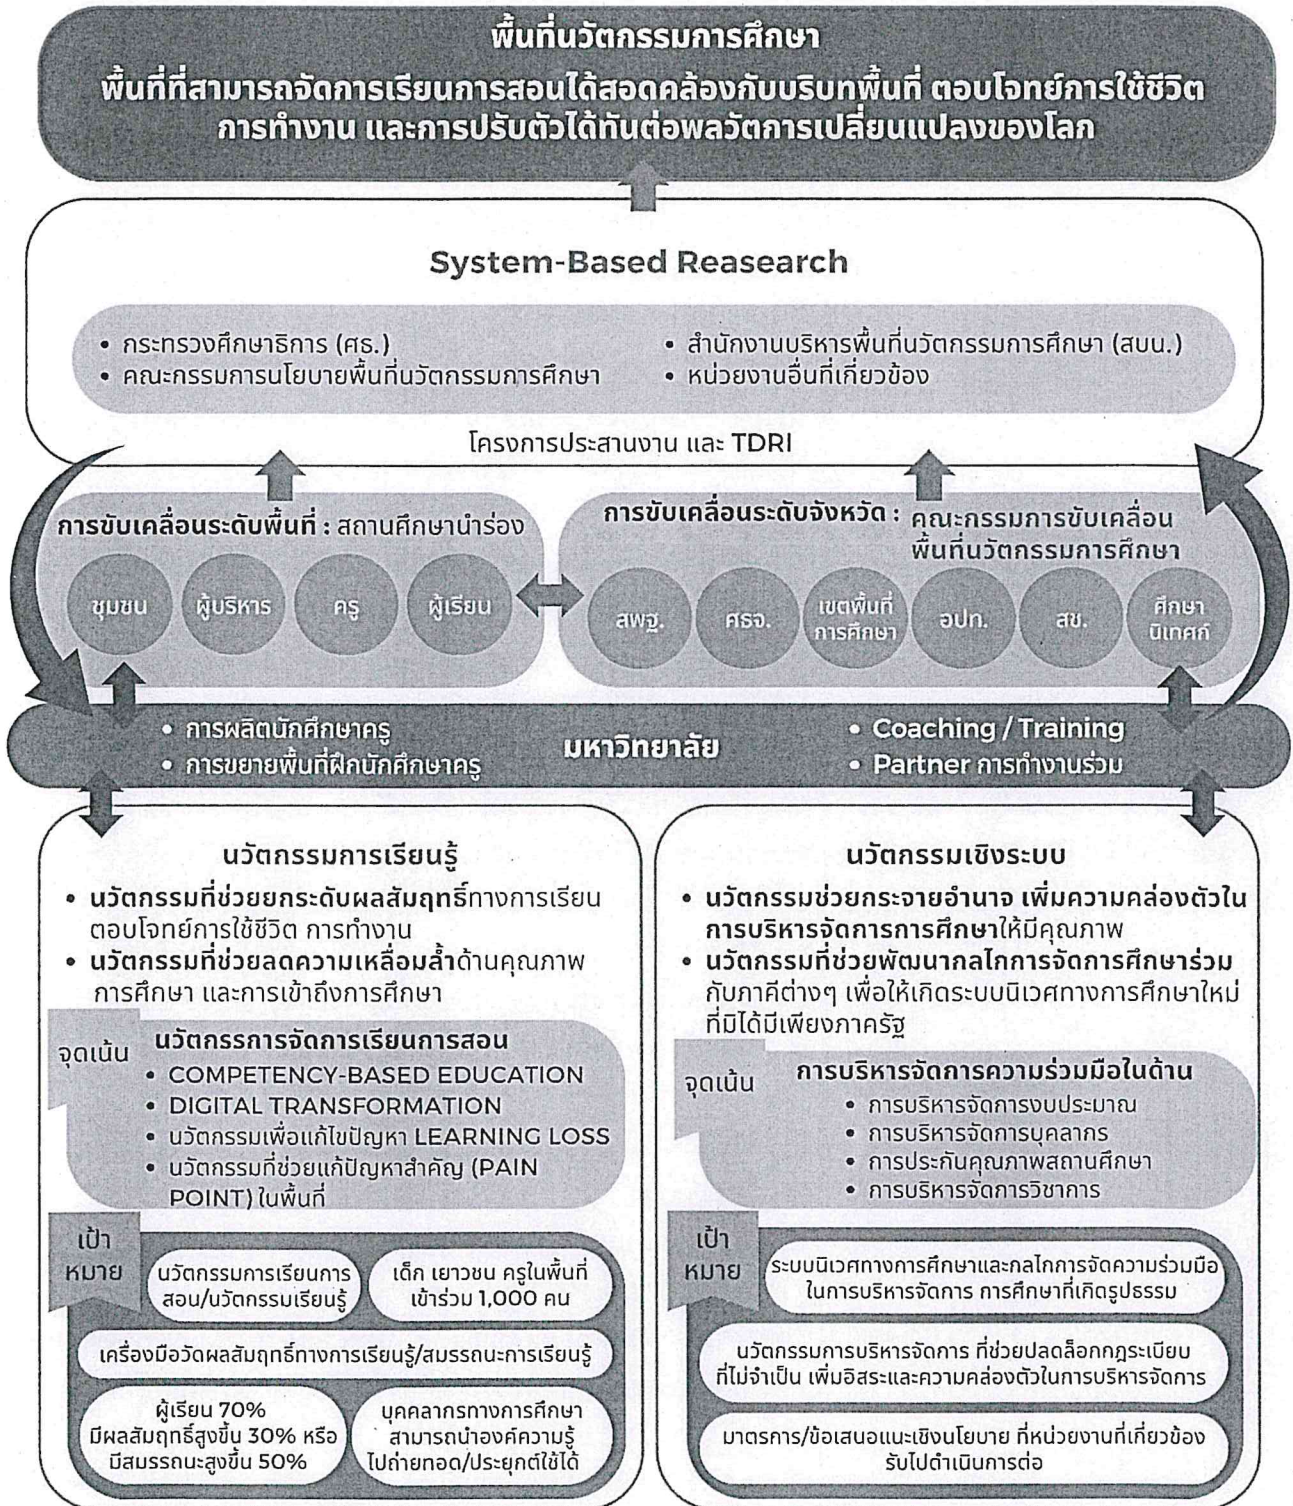 พื้นที่นวัตกรรมการศึกษา
พื้นที่ที่สามารถจัดการเรียนการสอนได้สอดคล้องกับบริบทพื้นที่ ตอบโจทย์การใช้ชีวิต
การทำงาน และการปรับตัวได้ทันต่อพลวัตการเปลี่ยนแปลงของโลก
System-Based Reasearch
• กระทรวงศึกษาธิการ (ศธ.)
• คณะกรรมการนโยบายพื้นที่นวัตกรรมการศึกษา
• สำนักงานบริหารพื้นที่นวัตกรรมการศึกษา (สบน.)
• หน่วยงานอื่นที่เกี่ยวข้อง
โครงการประสานงาน และ TDRI
การขับเคลื่อนระดับพื้นที่ : สถานศึกษานำร่อง
ชุมชน
ผู้บริหาร
ครู
ผู้เรียน
การขับเคลื่อนระดับจังหวัด : คณะกรรมการขับเคลื่อน
พื้นที่นวัตกรรมการศึกษา
สพฐ.
ศธจ.
เขตพื้นที่
การศึกษา
อปท.
สช.
ศึกษา
นิเทศก์
• การผลิตนักศึกษาครู
• การขยายพื้นที่ฝึกนักศึกษาครู
มหาวิทยาลัย
• Coaching / Training
• Partner การทำงานร่วม
นวัตกรรมการเรียนรู้
• นวัตกรรมที่ช่วยยกระดับผลสัมฤทธิ์ทางการเรียน
ตอบโจทย์การใช้ชีวิต การทำงาน
• นวัตกรรมที่ช่วยลดความเหลื่อมล้ำด้านคุณภาพ
การศึกษา และการเข้าถึงการศึกษา
จุดเน้น
นวัตกรรการจัดการเรียนการสอน
• COMPETENCY-BASED EDUCATION
• DIGITAL TRANSFORMATION
• นวัตกรรมเพื่อแก้ไขปัญหา LEARNING LOSS
• นวัตกรรมที่ช่วยแก้ปัญหาสำคัญ (PAIN
POINT) ในพื้นที่
เป้า
หมาย
นวัตกรรมการเรียนการ
สอน/นวัตกรรมเรียนรู้
เด็ก เยาวชน ครูในพื้นที่
เข้าร่วม 1,000 คน
เครื่องมือวัดผลสัมฤทธิ์ทางการเรียนรู้/สมรรถนะการเรียนรู้
ผู้เรียน 70%
มีผลสัมฤทธิ์สูงขึ้น 30% หรือ
มีสมรรถนะสูงขึ้น 50%
บุคคลากรทางการศึกษา
สามารถนำองค์ความรู้
ไปถ่ายทอด/ประยุกต์ใช้ได้
นวัตกรรมเชิงระบบ
• นวัตกรรมช่วยกระจายอำนาจ เพิ่มความคล่องตัวใน
การบริหารจัดการการศึกษาให้มีคุณภาพ
• นวัตกรรมที่ช่วยพัฒนากลไกการจัดการศึกษาร่วม
กับภาคีต่างๆ เพื่อให้เกิดระบบนิเวศทางการศึกษาใหม่
ที่มิได้มีเพียงภาครัฐ
จุดเน้น
การบริหารจัดการความร่วมมือในด้าน
• การบริหารจัดการงบประมาณ
• การบริหารจัดการบุคลากร
• การประกันคุณภาพสถานศึกษา
• การบริหารจัดการวิชาการ
เป้า
หมาย
ระบบนิเวศทางการศึกษาและกลไกการจัดความร่วมมือ
ในการบริหารจัดการ การศึกษาที่เกิดรูปธรรม
นวัตกรรมการบริหารจัดการ ที่ช่วยปลดล็อกกฎระเบียบ
ที่ไม่จำเป็น เพิ่มอิสระและความคล่องตัวในการบริหารจัดการ
มาตรการ/ข้อเสนอแนะเชิงนโยบาย ที่หน่วยงานที่เกี่ยวข้อง
รับไปดำเนินการต่อ